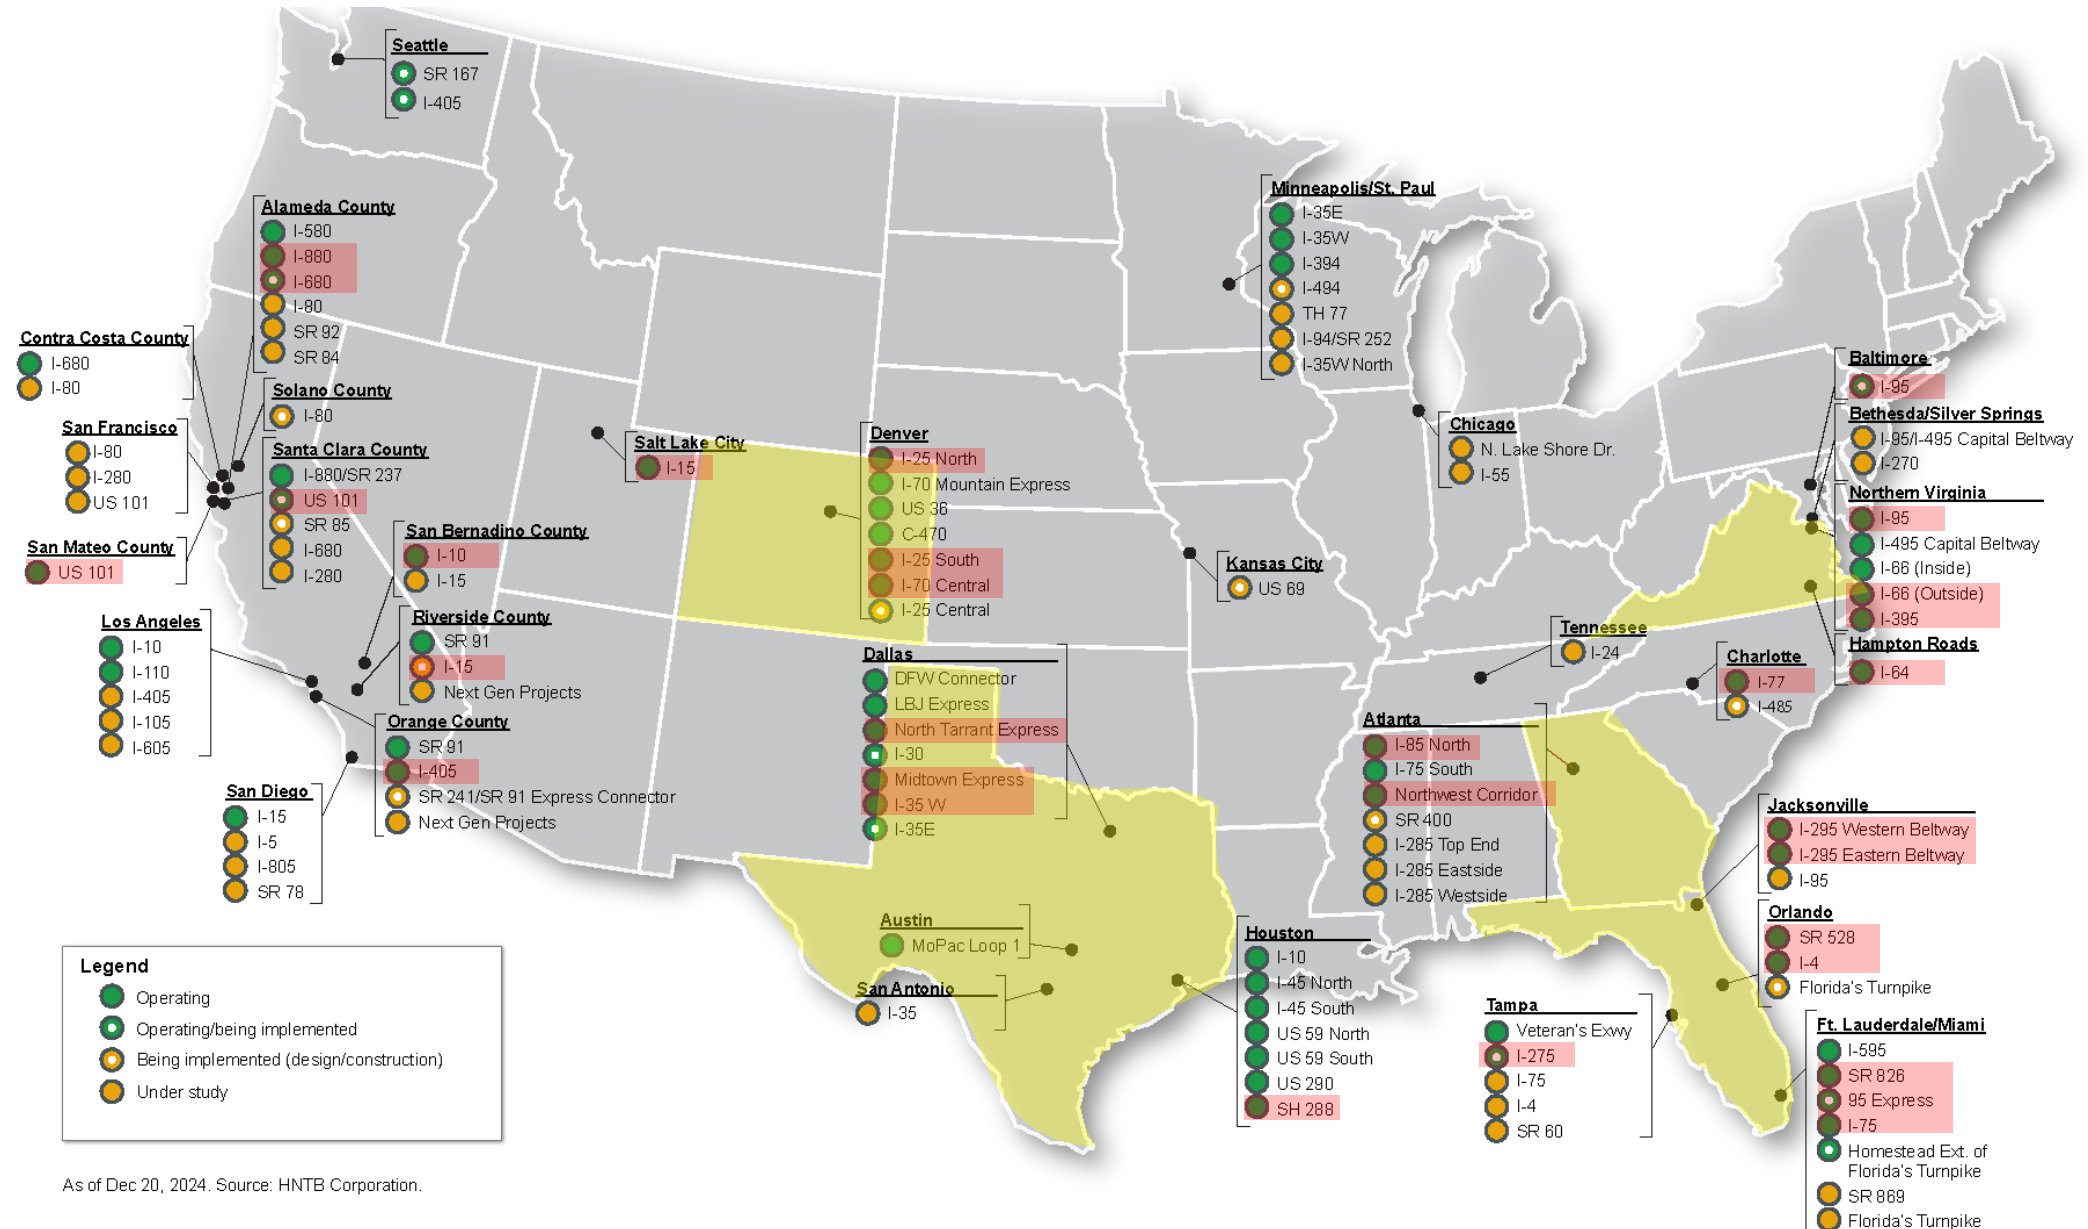 Seattle
SR 167
I-405
Alameda County
I-580
I-880
I-680
I-80
SR 92
SR 84
Contra Costa County
I-680
I-80
Solano County
I-80
San Francisco
I-80
I-280
US 101
Santa Clara County
I-880/SR 237
US 101
SR 85
I-680
I-280
San Mateo County
US 101
San Bernadino County
I-10
I-15
Riverside County
SR 91
I-15
Next Gen Projects
Los Angeles
I-10
I-110
I-405
I-105
I-605
Orange County
SR 91
I-405
SR 241/SR 91 Express Connector
Next Gen Projects
San Diego
I-15
I-5
I-805
SR 78
Salt Lake City
I-15
Denver
I-25 North
I-70 Mountain Express
US 36
C-470
I-25 South
I-70 Central
I-25 Central
Dallas
DFW Connector
LBJ Express
North Tarrant Express
I-30
Midtown Express
I-35 W
I-35E
Austin
MoPac Loop 1
San Antonio
I-35
Houston
I-10
I-45 North
I-45 South
US 59 North
US 59 South
US 290
SH 288
Minneapolis/St. Paul
I-35E
I-35W
I-394
I-494
TH 77
I-94/SR 252
I-35W North
Chicago
N. Lake Shore Dr.
I-55
Kansas City
US 69
Tennessee
I-24
Charlotte
I-77
I-485
Atlanta
I-85 North
I-75 South
Northwest Corridor
SR 400
I-285 Top End
I-285 Eastside
I-285 Westside
Baltimore
I-95
Bethesda/Silver Springs
I-95/I-495 Capital Beltway
I-270
Northern Virginia
I-95
I-495 Capital Beltway
I-66 (Inside)
I-66 (Outside)
I-395
Hampton Roads
I-64
Jacksonville
I-295 Western Beltway
I-295 Eastern Beltway
I-95
Orlando
SR 528
I-4
Florida's Turnpike
Tampa
Veteran's Exwy
I-275
I-75
I-4
SR 60
Ft. Lauderdale/Miami
I-595
SR 826
95 Express
I-75
Homestead Ext. of
Florida's Turnpike
SR 869
Florida's Turnpike
Legend
Operating
Operating/being implemented
Being implemented (design/construction)
Under study
As of Dec 20, 2024. Source: HNTB Corporation.